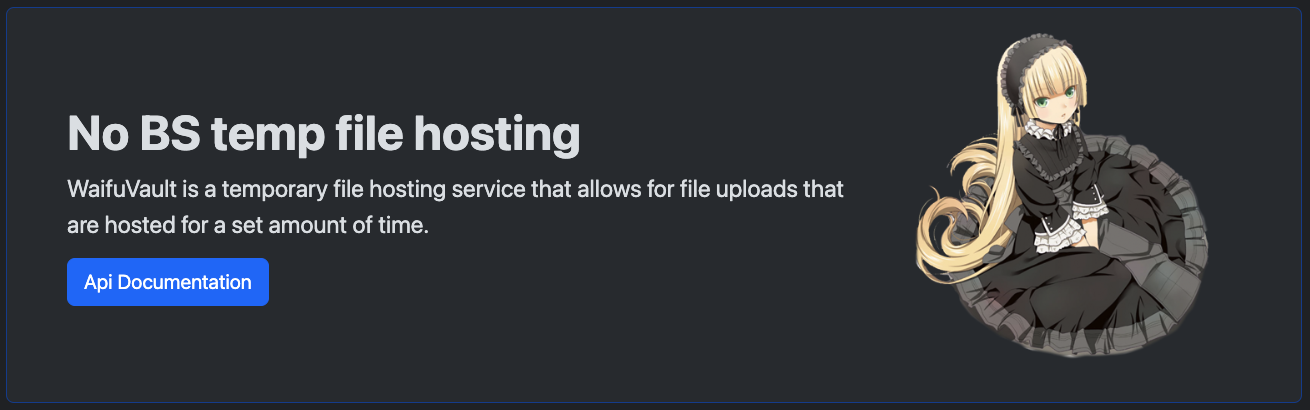 No BS temp file hosting
WaifuVault is a temporary file hosting service that allows for file uploads that
are hosted for a set amount of time.
Api Documentation